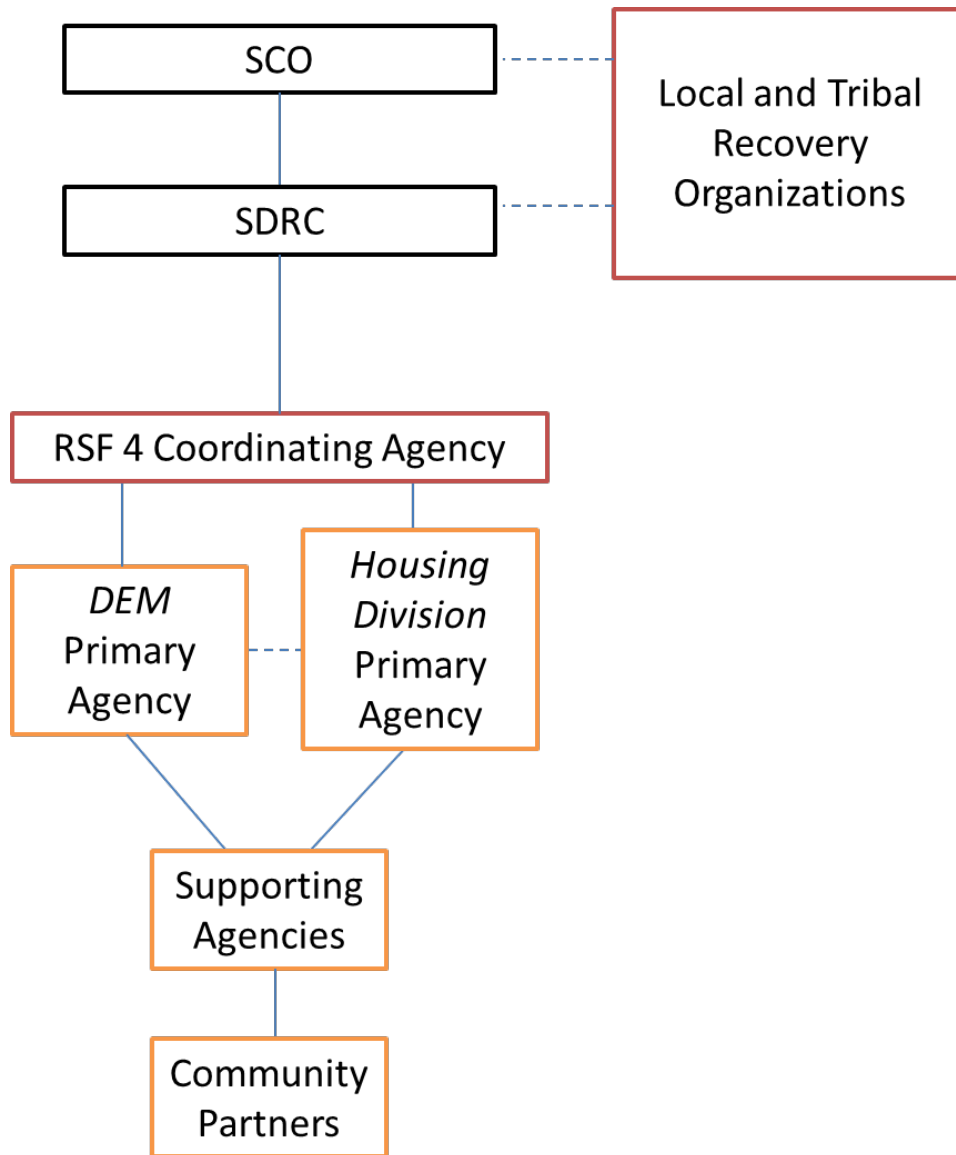 SCO
Local and Tribal
Recovery
Organizations
SDRC
RSF 4 Coordinating Agency
DEM
Primary
Agency
Housing
Division
Primary
Agency
Supporting
Agencies
Community
Partners